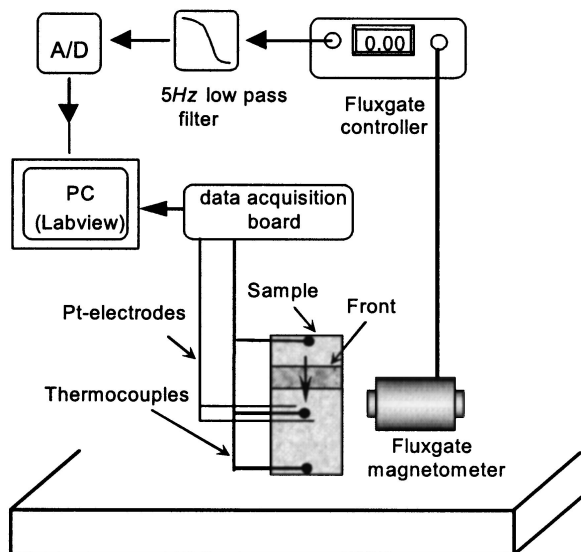 A/D
5Hz low pass
filter
0.00
Fluxgate
controller
PC
(Labview)
data acquisition
board
Sample
Front
Pt-electrodes
Thermocouples
Fluxgate
magnetometer